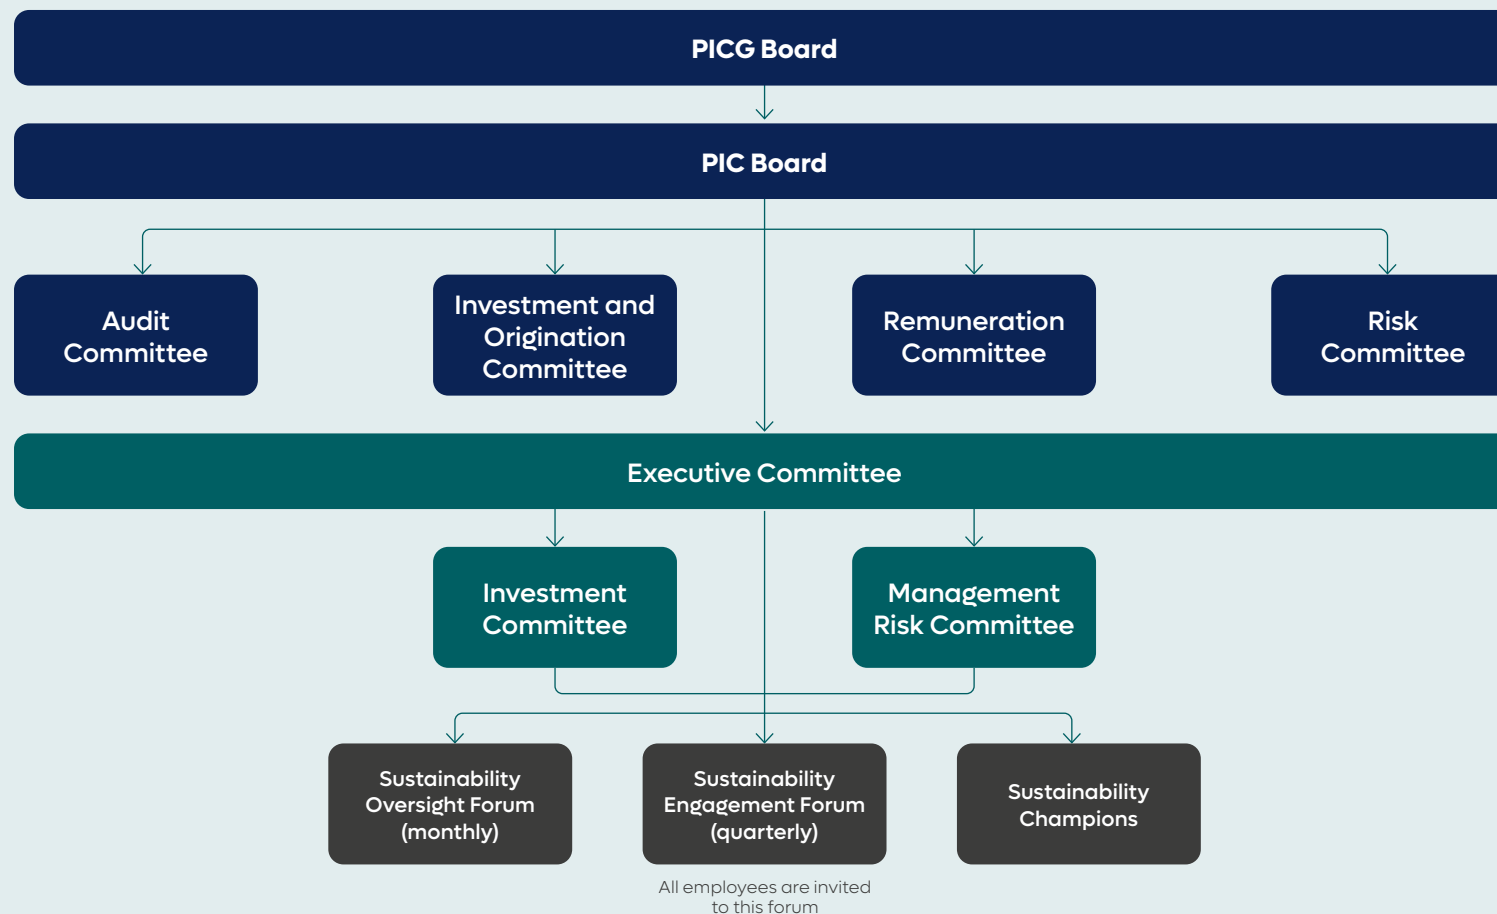 PICG Board
PIC Board
Audit
Committee
Investment and
Origination
Committee
Remuneration
Committee
Risk
Committee
Executive Committee
Investment
Committee
Management
Risk Committee
Sustainability
Oversight Forum
(monthly)
Sustainability
Engagement Forum
(quarterly)
Sustainability
Champions
All employees are invited
to this forum